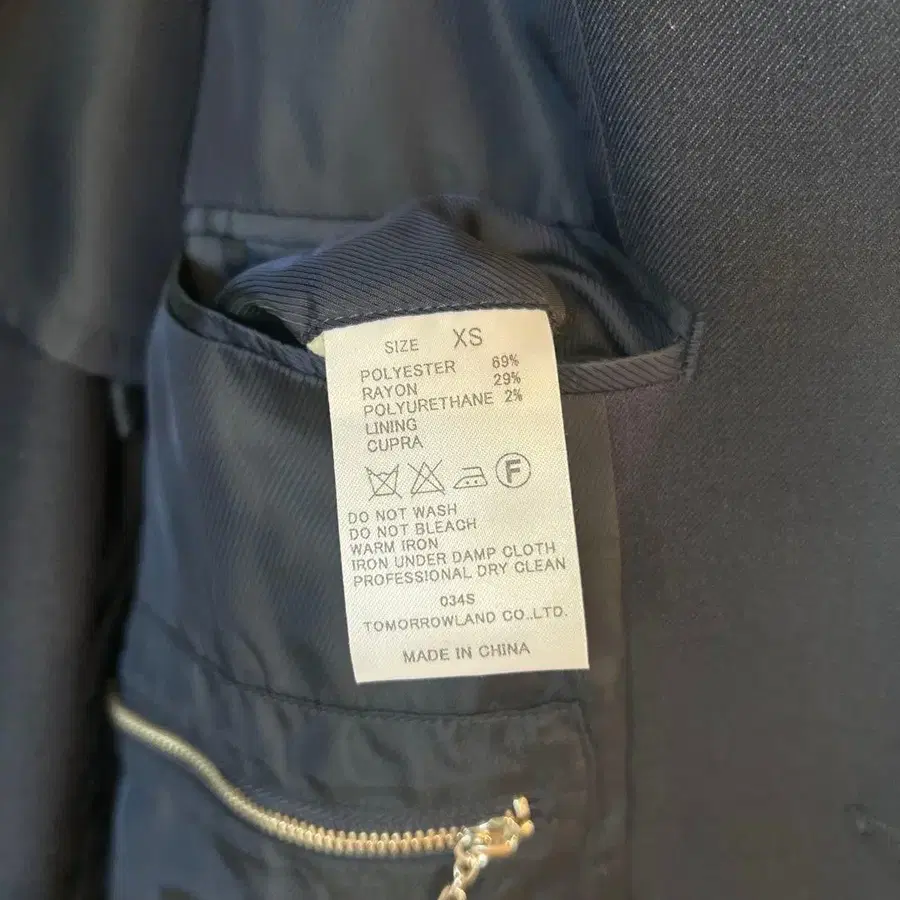 SIZE XS
POLYESTER 69%
RAYON 29%
POLYURETHANE 2%
LINING
CUPRA
F
DO NOT WASH
DO NOT BLEACH
WARM IRON
IRON UNDER DAMP CLOTH
PROFESSIONAL DRY CLEAN
034S
TOMORROWLAND CO.,LTD.
MADE IN CHINA